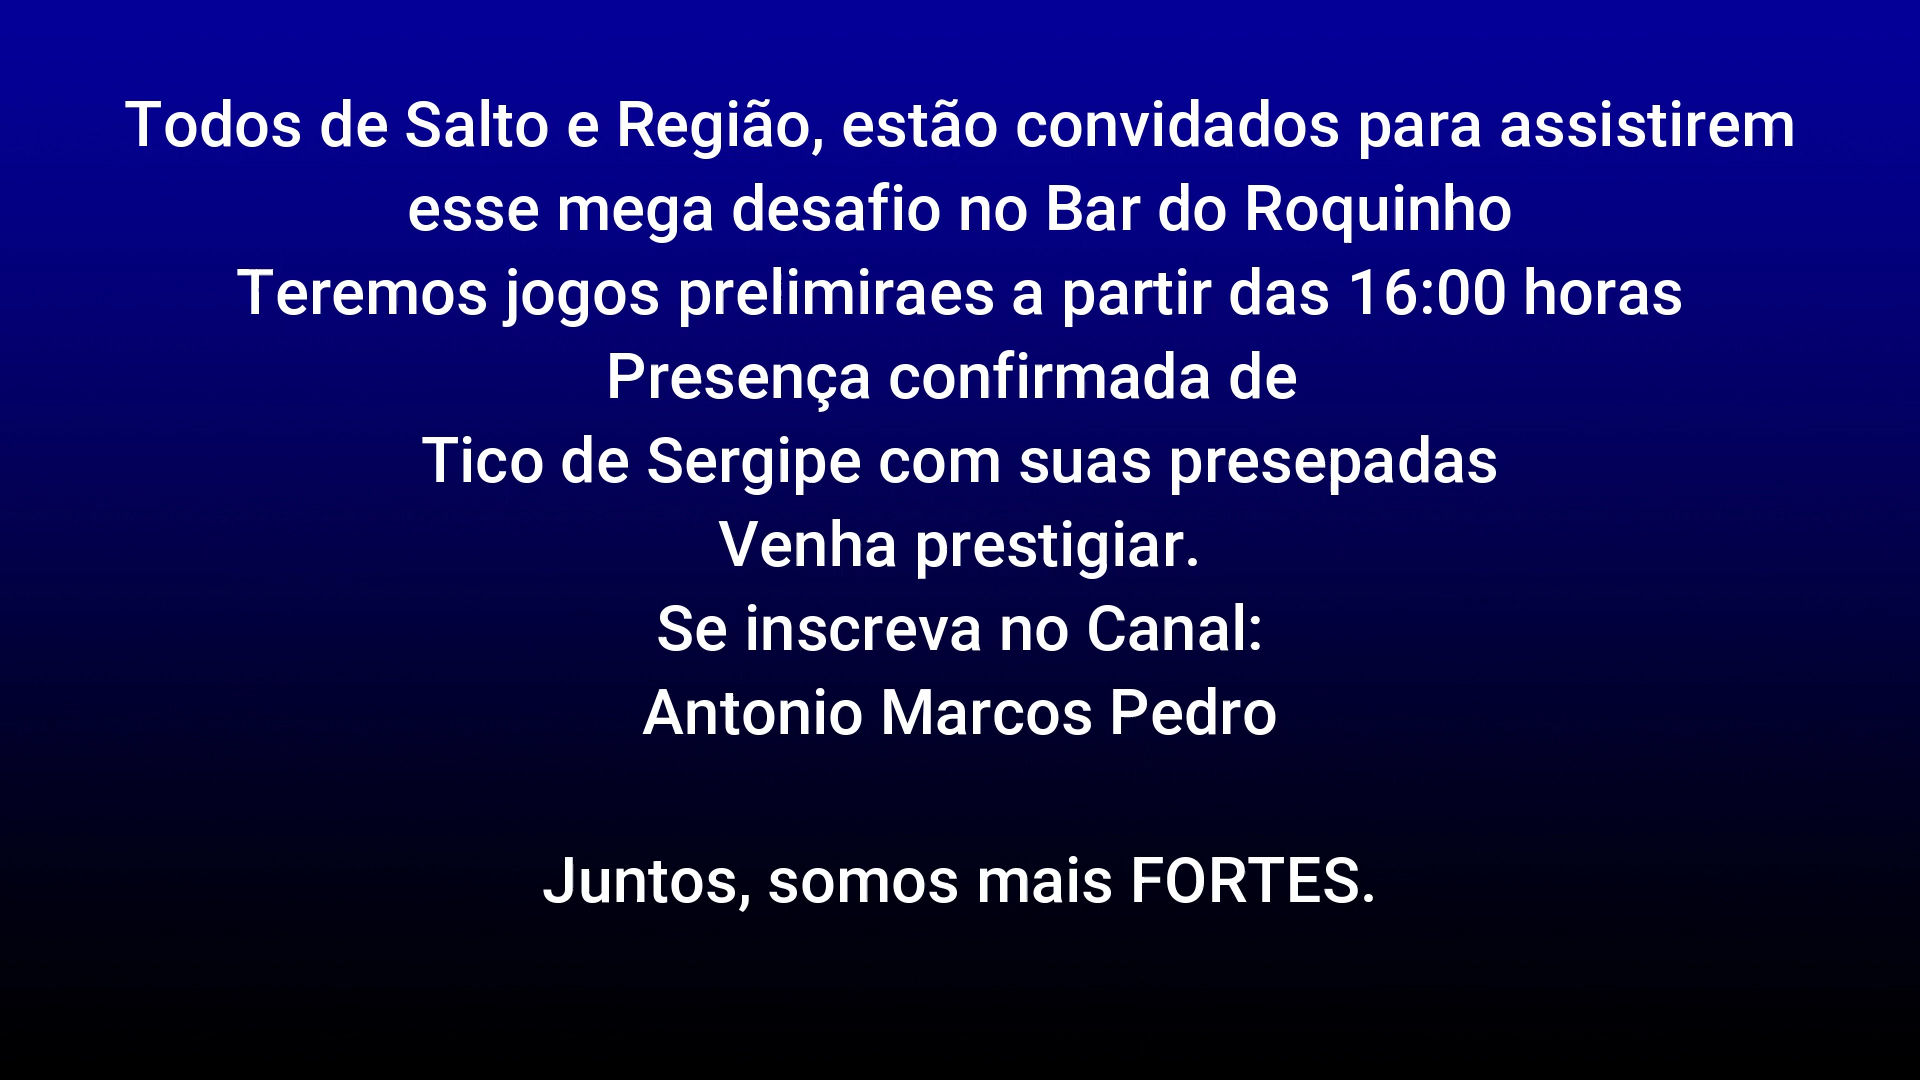 Todos de Salto e Região, estão convidados para assistirem
esse mega desafio no Bar do Roquinho
Teremos jogos prelimiraes a partir das 16:00 horas
Presença confirmada de
Tico de Sergipe com suas presepadas
Venha prestigiar.
Se inscreva no Canal:
Antonio Marcos Pedro
Juntos, somos mais FORTES.